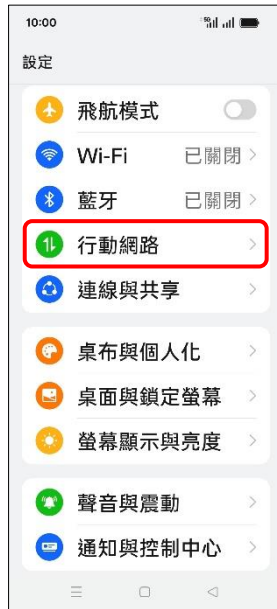 10:00
設定
飛航模式
Wi-Fi 已關閉
藍牙 已關閉
行動網路
連線與共享
桌布與個人化
桌面與鎖定螢幕
螢幕顯示與亮度
聲音與震動
通知與控制中心